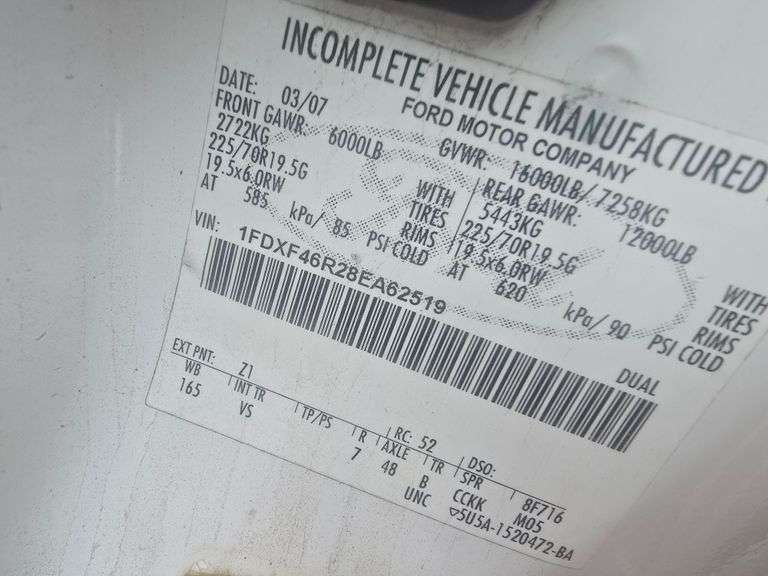 INCOMPLETE VEHICLE MANUFACTURED
FORD MOTOR COMPANY
DATE: 03/07 GVWR: 16000LB/ 7258KG
FRONT GAWR: 6000LB REAR GAWR: 12000LB
2722KG WITH 5443KG WITH
225/70R19.5G TIRES 225/70R19.5G TIRES
19.5x6.0RW RIMS 19.5x6.0RW RIMS
AT 585 kPa/ 85 PSI COLD AT 620 kPa/ 90 PSI COLD
VIN: 1FDXF46R28EA62519 DUAL
EXT PNT: Z1 RC: 52 DSO:
WB INT TR TP/PS R AXLE TR SPR 8F716
165 VS 7 4B B CCKK M05
UNC ▽5U5A-1520472-BA